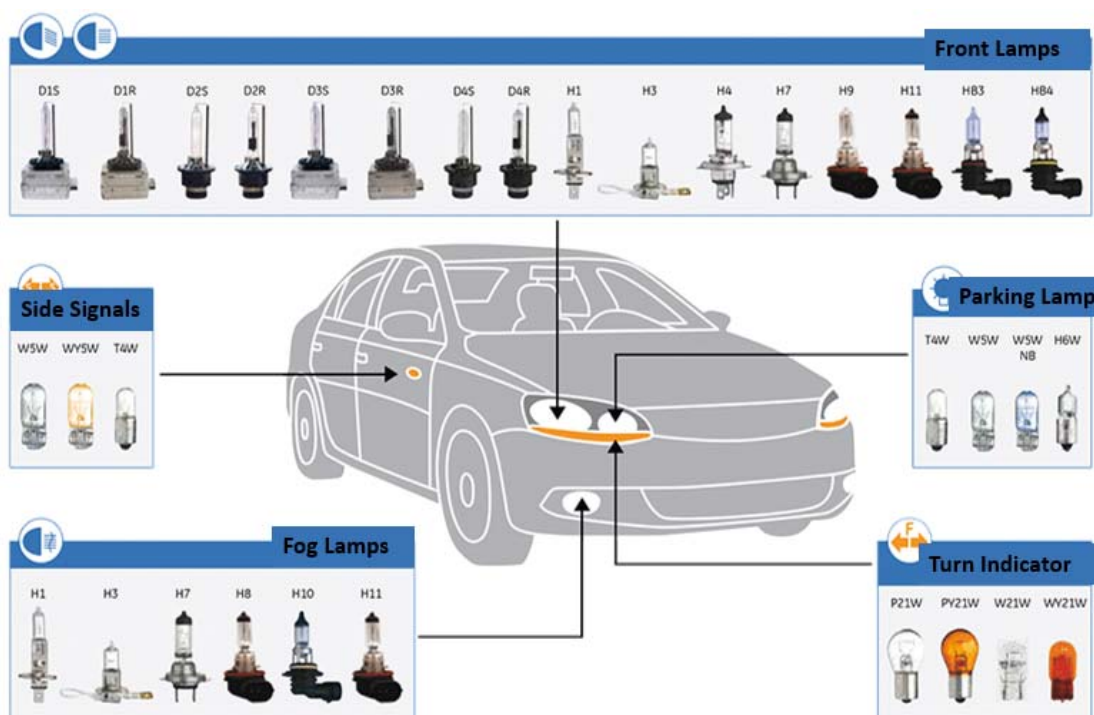 Front Lamps
D1S D1R D2S D2R D3S D3R D4S D4R H1 H3 H4 H7 H9 H11 HB3 HB4
Side Signals
W5W WY5W T4W
Parking Lamp
T4W W5W W5W H6W
NB
Fog Lamps
H1 H3 H7 H8 H10 H11
F
Turn Indicator
P21W PY21W W21W WY21W